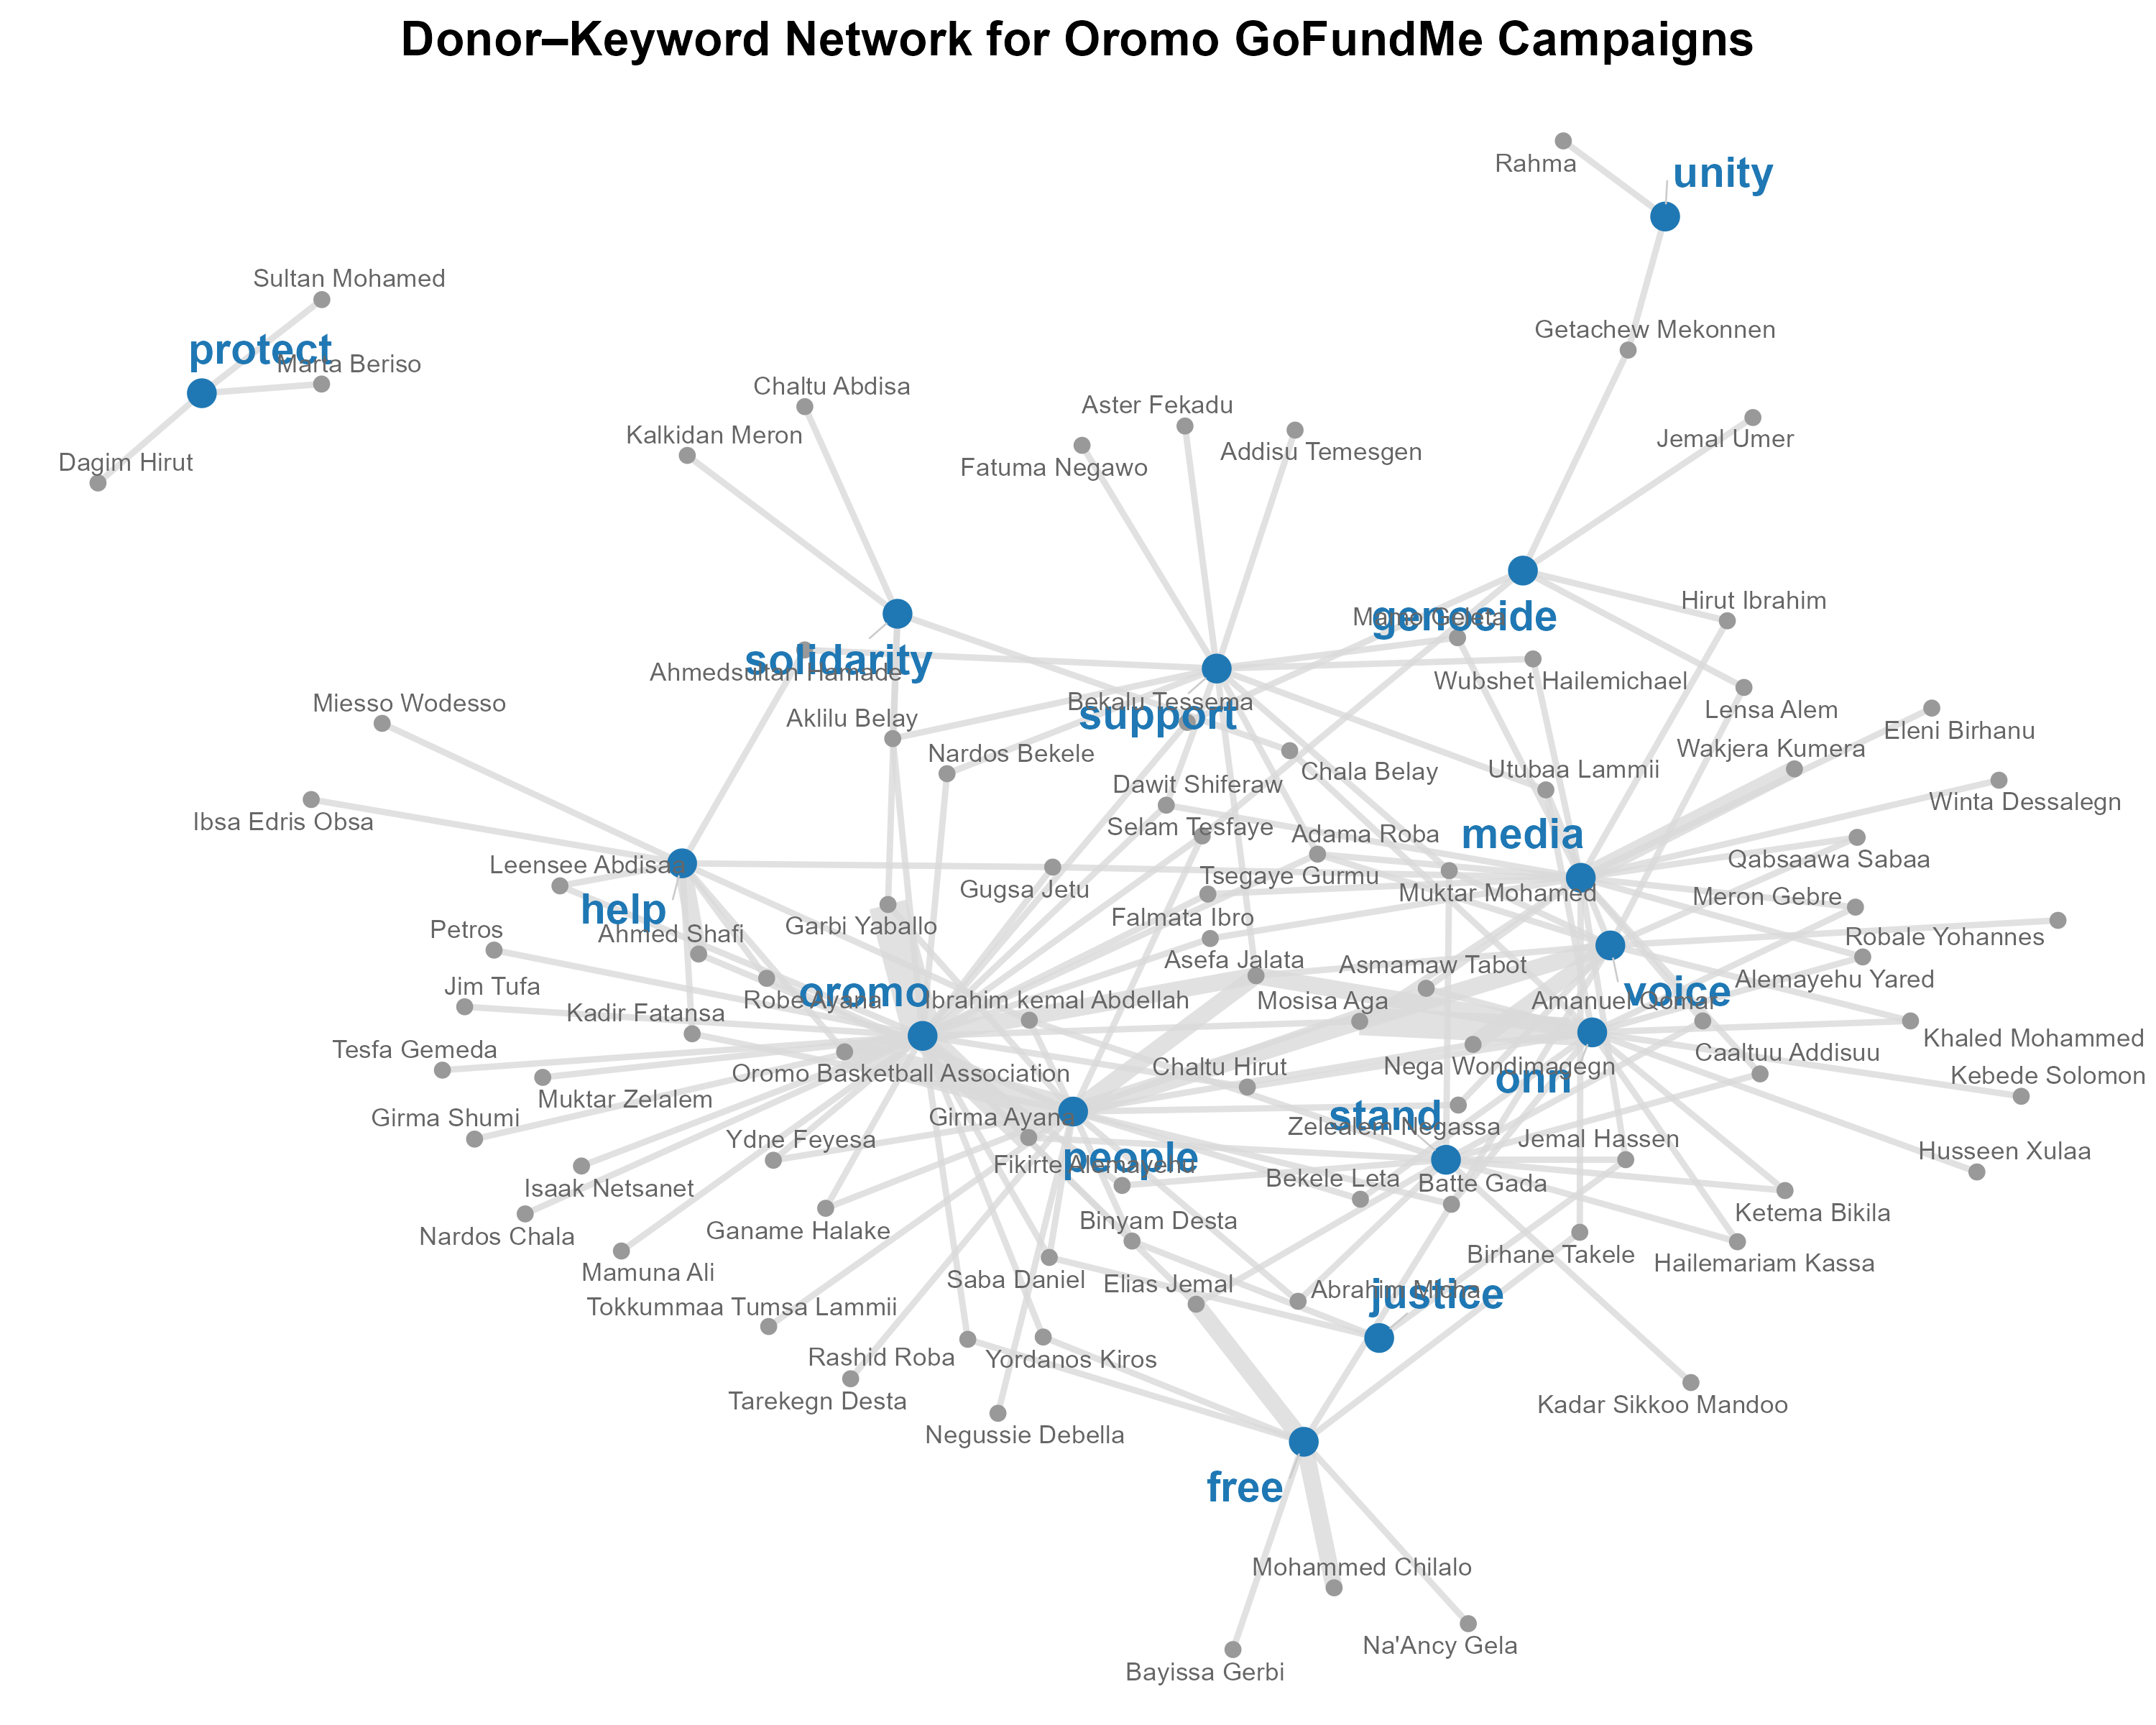 Donor–Keyword Network for Oromo GoFundMe Campaigns
Rahma
unity
Sultan Mohamed
Getachew Mekonnen
protect
Marta Beriso
Chaltu Abdisa
Aster Fekadu
Kalkidan Meron
Jemal Umer
Addisu Temesgen
Dagim Hirut
Fatuma Negawo
Hirut Ibrahim
Mamo Geleta
genocide
solidarity
Ahmedsultan Hamade
Wubshet Hailemichael
Miesso Wodesso
Bekalu Tessema
Lensa Alem
support
Aklilu Belay
Eleni Birhanu
Wakjera Kumera
Nardos Bekele
Utubaa Lammii
Chala Belay
Dawit Shiferaw
Winta Dessalegn
Ibsa Edris Obsa
Selam Tesfaye
Adama Roba
media
Qabsaawa Sabaa
Leensee Abdisaa
Gugsa Jetu
Tsegaye Gurmu
Muktar Mohamed
Meron Gebre
help
Falmata Ibro
Garbi Yaballo
Petros
Ahmed Shafi
Robale Yohannes
Asefa Jalata
Asmamaw Tabot
Alemayehu Yared
Jim Tufa
oromo
Robe Ayana
Ibrahim kemal Abdellah
Mosisa Aga
Amanuel Qomar
voice
Kadir Fatansa
Khaled Mohammed
Tesfa Gemeda
Caaltuu Addisuu
Oromo Basketball Association
Chaltu Hirut
Nega Wondimagegn
onn
Kebede Solomon
Muktar Zelalem
Girma Shumi
Girma Ayana
stand
Zelealem Negassa
Ydne Feyesa
Jemal Hassen
Husseen Xulaa
people
Fikirte Alemayehu
Bekele Leta
Batte Gada
Isaak Netsanet
Ketema Bikila
Binyam Desta
Ganame Halake
Nardos Chala
Birhane Takele
Hailemariam Kassa
Mamuna Ali
Saba Daniel
Elias Jemal
Abrahim Micha
justice
Tokkummaa Tumsa Lammii
Rashid Roba
Yordanos Kiros
Tarekegn Desta
Kadar Sikkoo Mandoo
Negussie Debella
free
Mohammed Chilalo
Na'Ancy Gela
Bayissa Gerbi